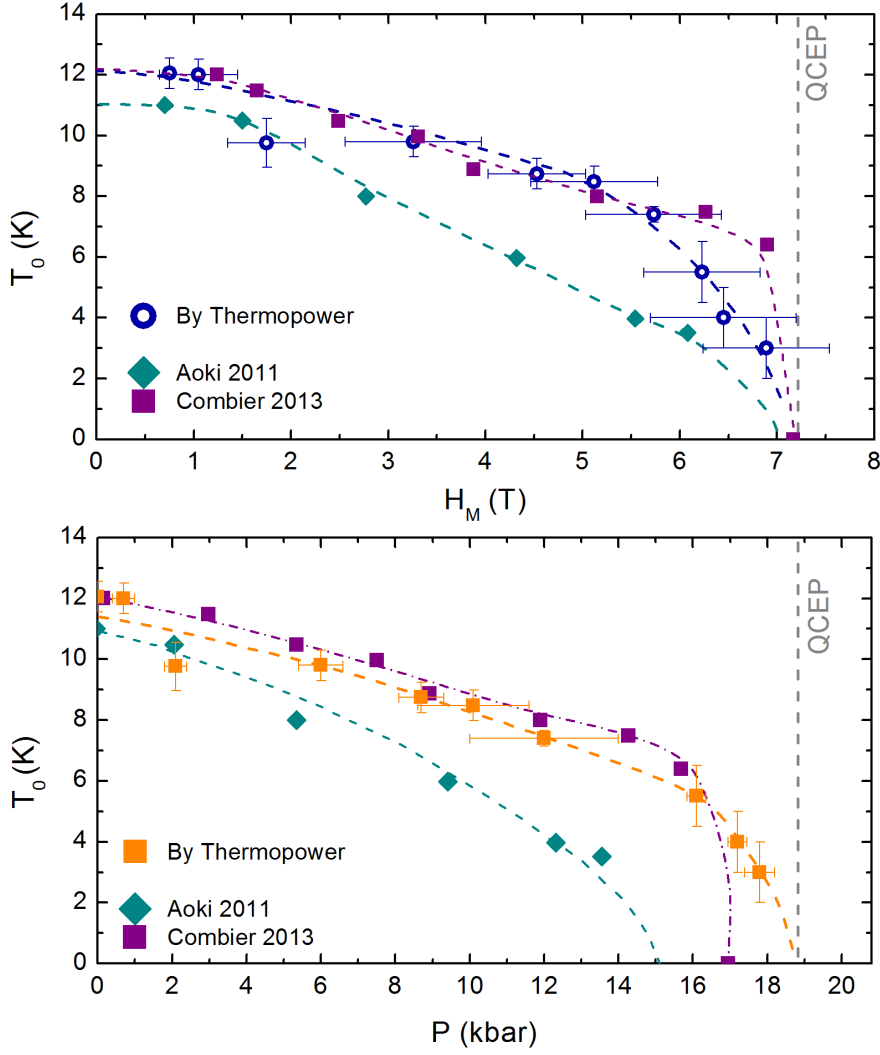 14
12
10
8
6
4
2
0
T0 (K)
QCEP
By Thermopower
Aoki 2011
Combier 2013
0 1 2 3 4 5 6 7 8
HM (T)
14
12
10
8
6
4
2
0
T0 (K)
QCEP
By Thermopower
Aoki 2011
Combier 2013
0 2 4 6 8 10 12 14 16 18 20
P (kbar)